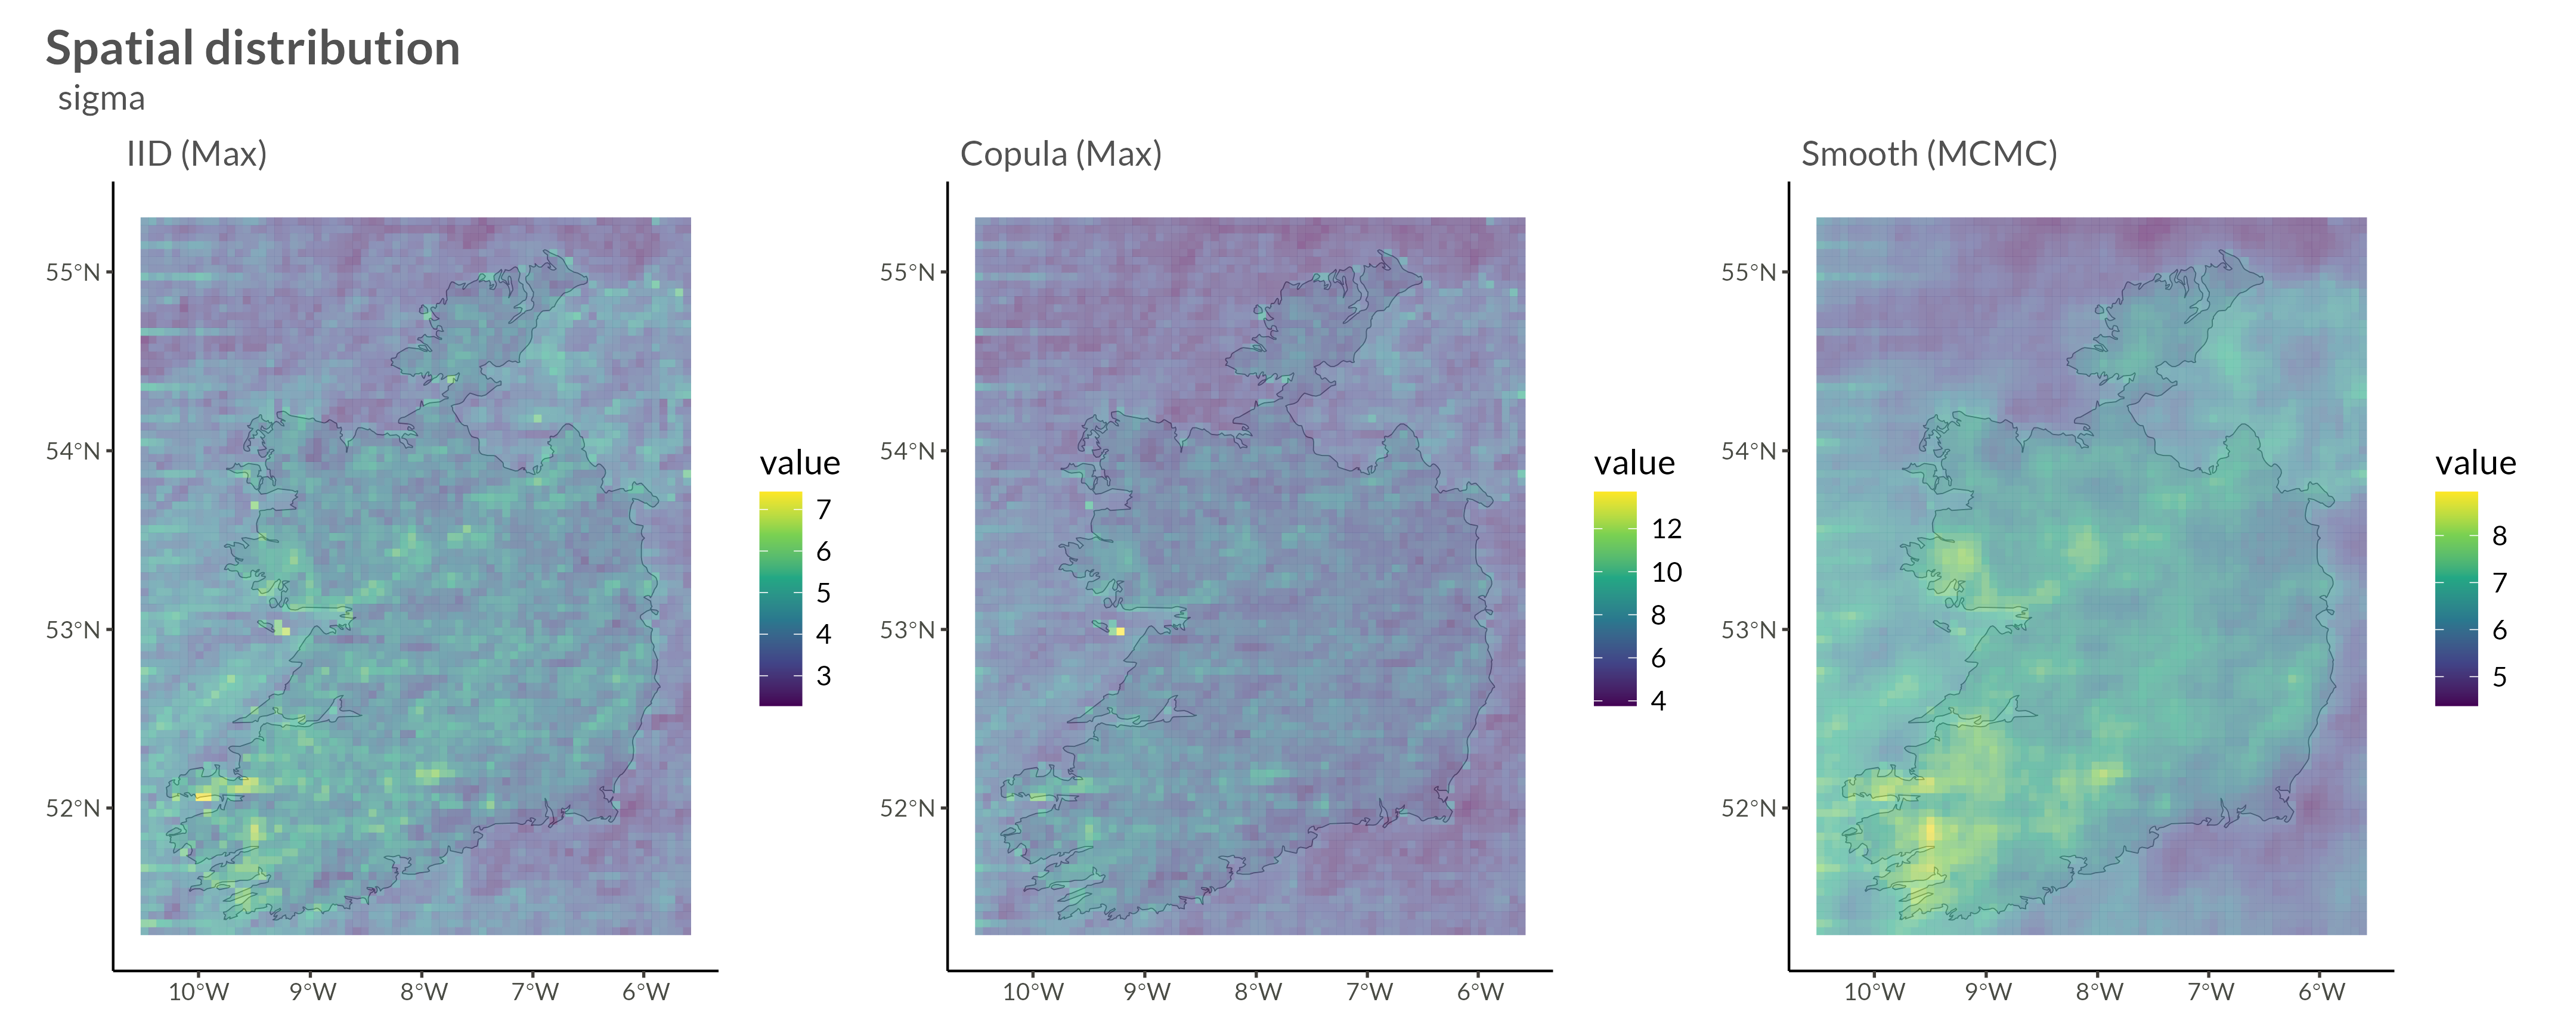 Spatial distribution
sigma
IID (Max)
55°N
54°N
53°N
52°N
10°W 9°W 8°W 7°W 6°W
value
7
6
5
4
3
Copula (Max)
55°N
54°N
53°N
52°N
10°W 9°W 8°W 7°W 6°W
value
12
10
8
6
4
Smooth (MCMC)
55°N
54°N
53°N
52°N
10°W 9°W 8°W 7°W 6°W
value
8
7
6
5